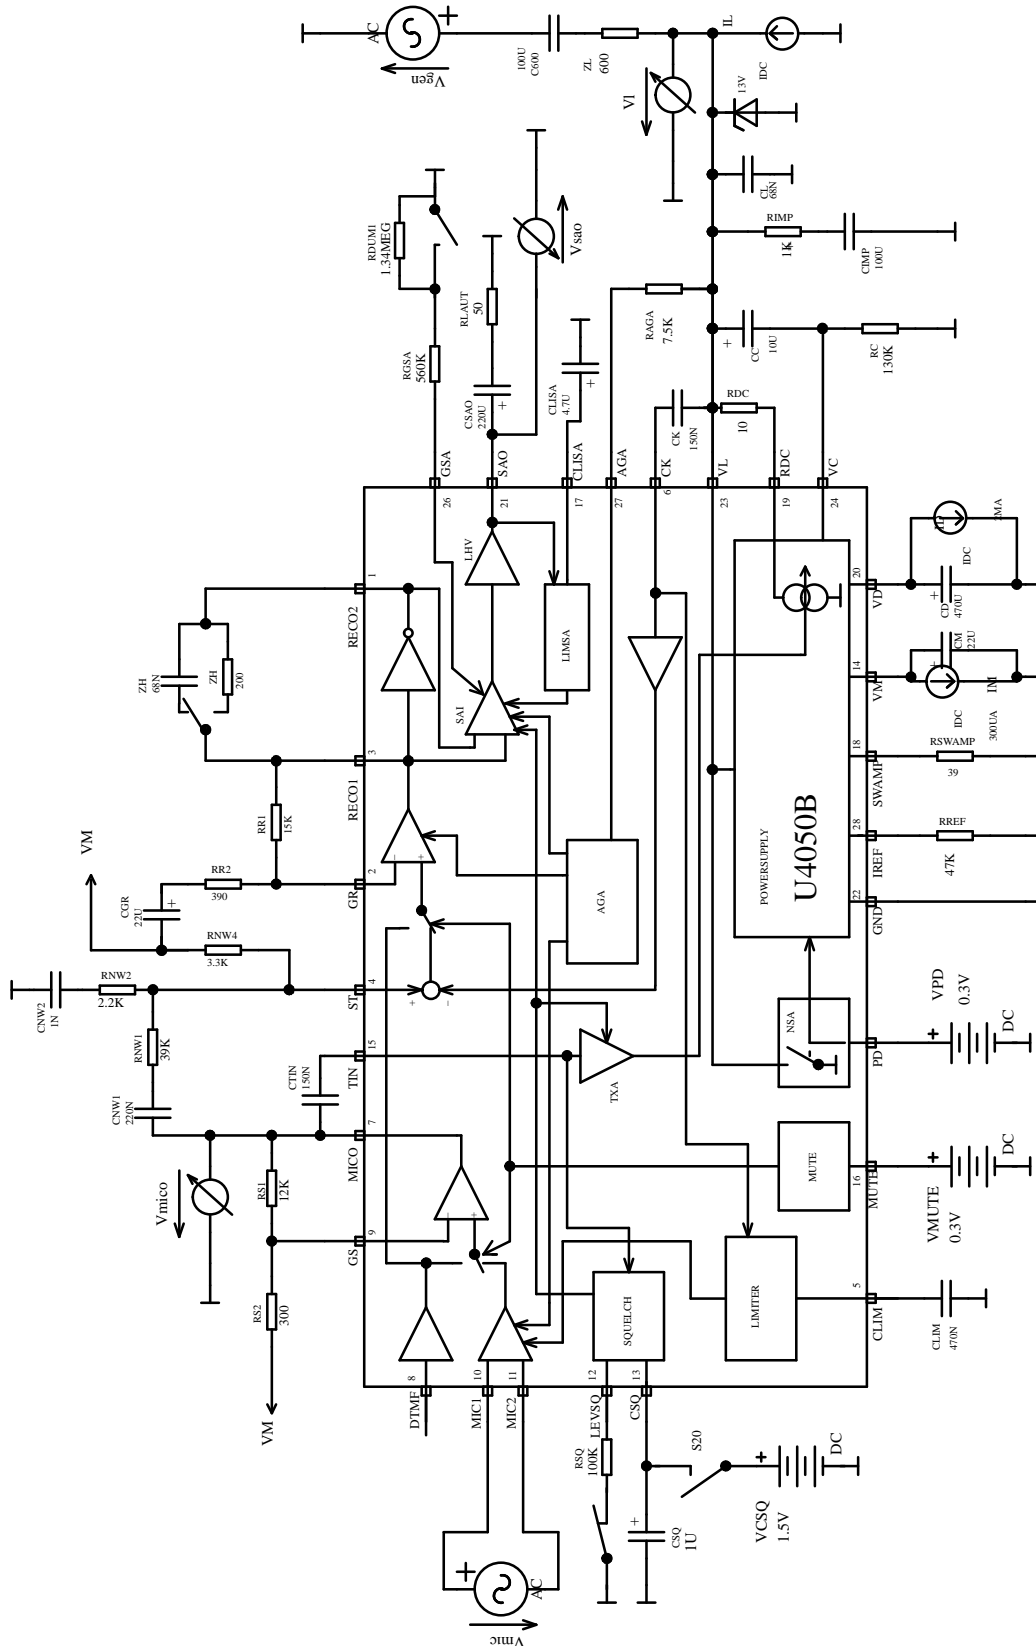 AC
Vgen
100U
C600
ZL
600
Vl
IL
IDC
13V
CL
68N
RIMP
1K
CIMP
100U
RDUM1
1.34MEG
RGSA
560K
RLAUT
50
CSAO
220U
Vsao
CLISA
4.7U
RAGA
7.5K
CC
10U
RC
130K
CK
150N
RDC
10
GSA
SAO
CLISA
AGA
CK
VL
RDC
VC
26
21
17
27
6
23
19
24
ZH
68N
ZH
200
RECO2
1
RECO1
3
RR1
15K
RR2
390
CGR
22U
VM
GR
2
RNW4
3.3K
RNW2
2.2K
CNW2
1N
ST
4
RNW1
39K
CNW1
220N
CTIN
150N
TIN
15
MICO
7
Vmico
RS1
12K
GS
9
RS2
300
VM
LHV
LIMSA
SAI
AGA
TXA
POWERSUPPLY
U4050B
NSA
MUTE
LIMITER
SQUELCH
VD
20
IDC
2MA
CD
470U
VM
14
CM
22U
IM
IDC
300UA
SWAMP
18
RSWAMP
39
IREF
28
RREF
47K
GND
22
PD
VPD
0.3V
DC
MUTE
16
VMUTE
0.3V
DC
CLIM
5
CLIM
470N
DTMF
8
MIC1
10
MIC2
11
LEVSQ
12
CSQ
13
RSQ
100K
CSQ
1U
S20
VCSQ
1.5V
DC
AC
Vmic